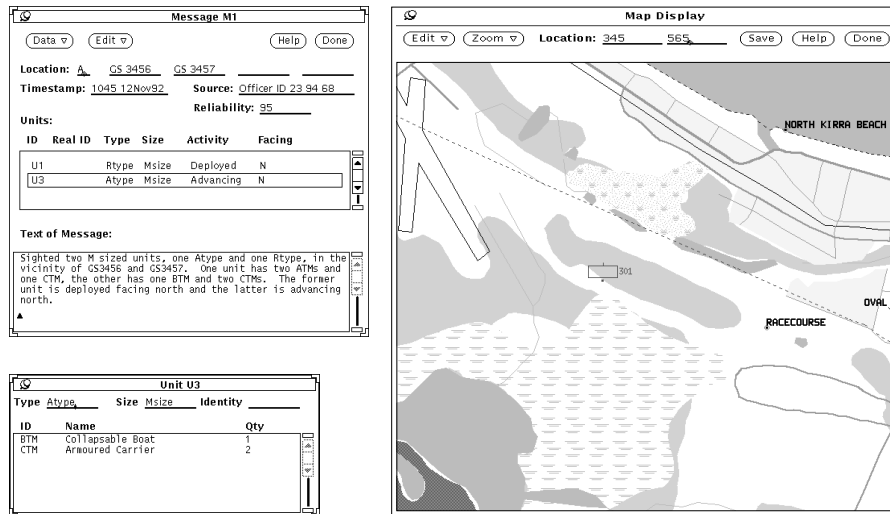 Message M1
Data Edit Help Done
Location: A GS 3456 GS 3457
Timestamp: 1045 12Nov92 Source: Officer ID 23 94 68
Reliability: 95
Units:
ID Real ID Type Size Activity Facing
U1 Rtype Msize Deployed N
U3 Atype Msize Advancing N
Text of Message:
Sighted two M sized units, one Atype and one Rtype, in the
vicinity of GS3456 and GS3457. One unit has two ATMs and
one CTM, the other has one BTM and two CTMs. The former
unit is deployed facing north and the latter is advancing
north.
Unit U3
Type Atype Size Msize Identity
ID Name Qty
BTM Collapsable Boat 1
CTM Armoured Carrier 2
Map Display
Edit Zoom Location: 345 565 Save Help Done
NORTH KIRRA BEACH
301
OVAL
RACECOURSE